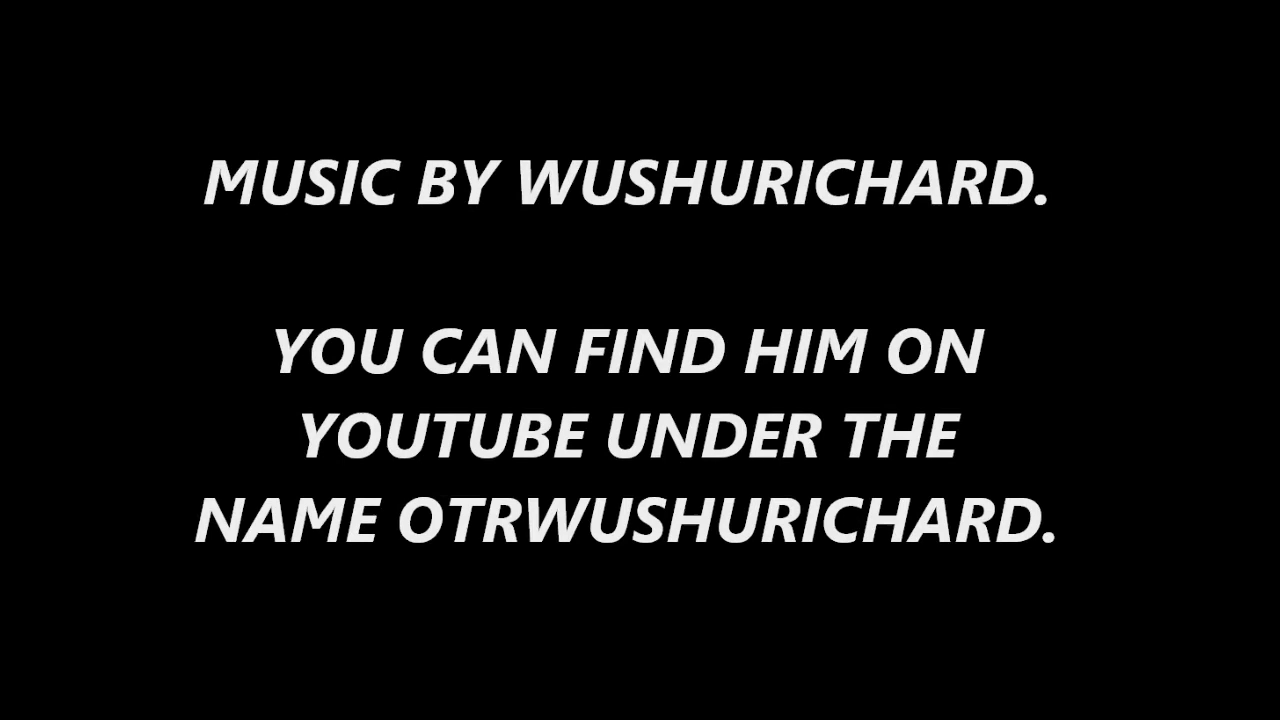 MUSIC BY WUSHURICHARD.
YOU CAN FIND HIM ON
YOUTUBE UNDER THE
NAME OTRWUSHURICHARD.